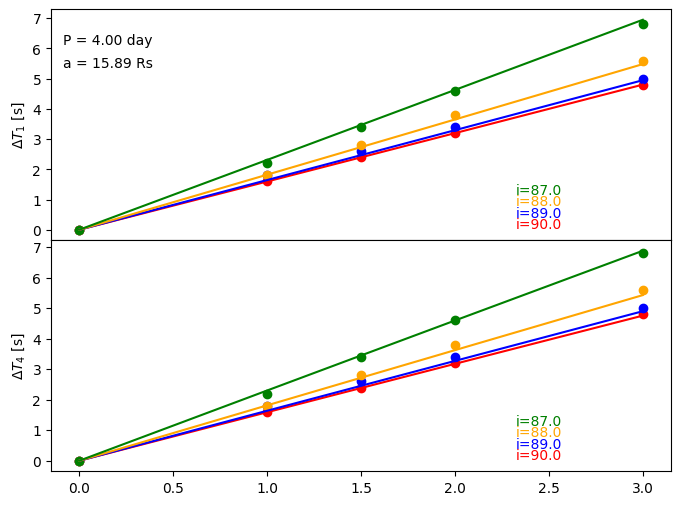 7
6
5
4
3
2
1
0
ΔT₁ [s]
P = 4.00 day
a = 15.89 Rs
i=87.0
i=88.0
i=89.0
i=90.0
7
6
5
4
3
2
1
0
ΔT₄ [s]
i=87.0
i=88.0
i=89.0
i=90.0
0.0 0.5 1.0 1.5 2.0 2.5 3.0